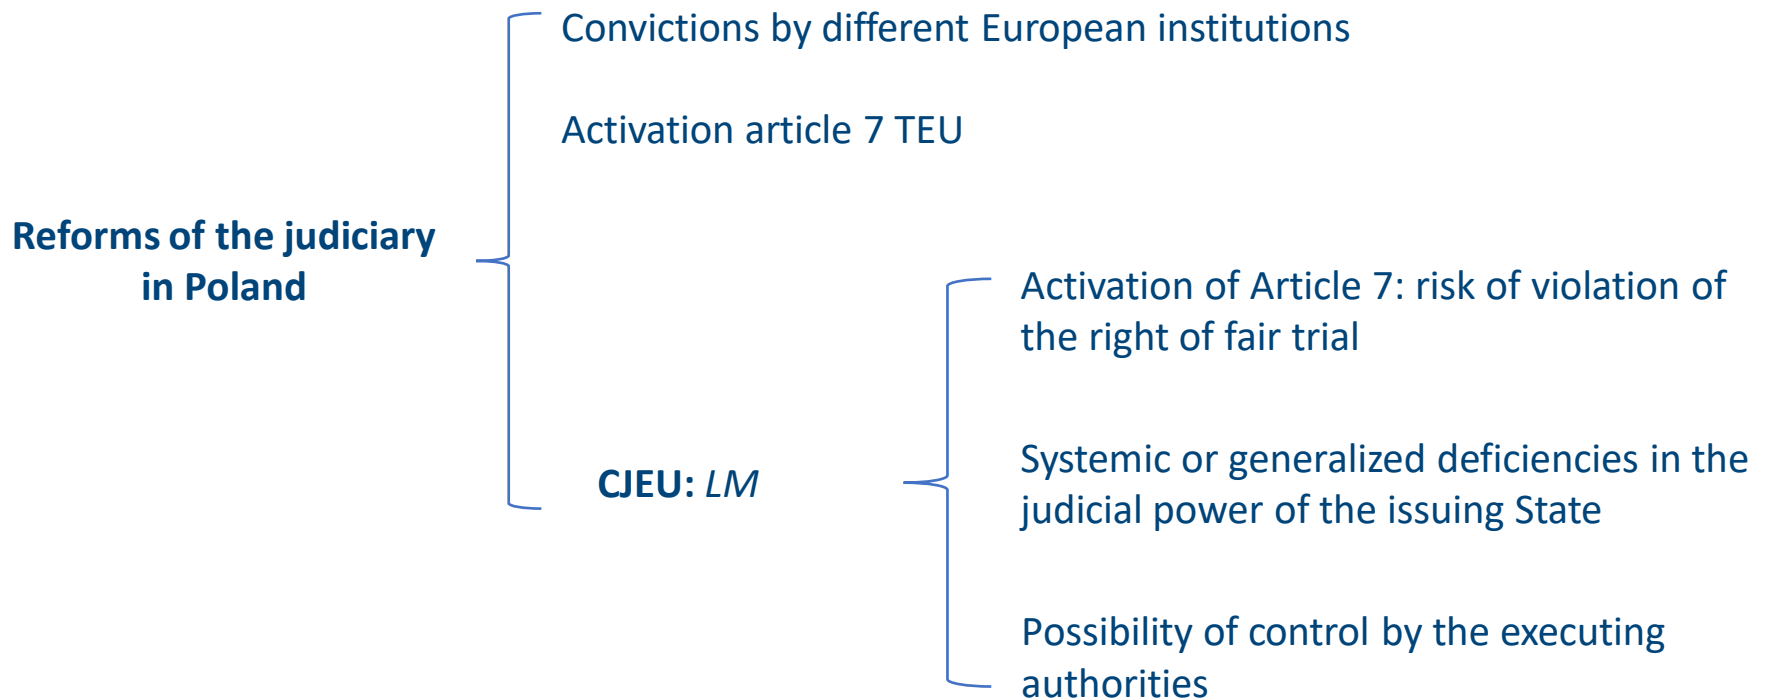 Convictions by different European institutions
Activation article 7 TEU
Reforms of the judiciary
in Poland
Activation of Article 7: risk of violation of
the right of fair trial
CJEU: LM
Systemic or generalized deficiencies in the
judicial power of the issuing State
Possibility of control by the executing
authorities